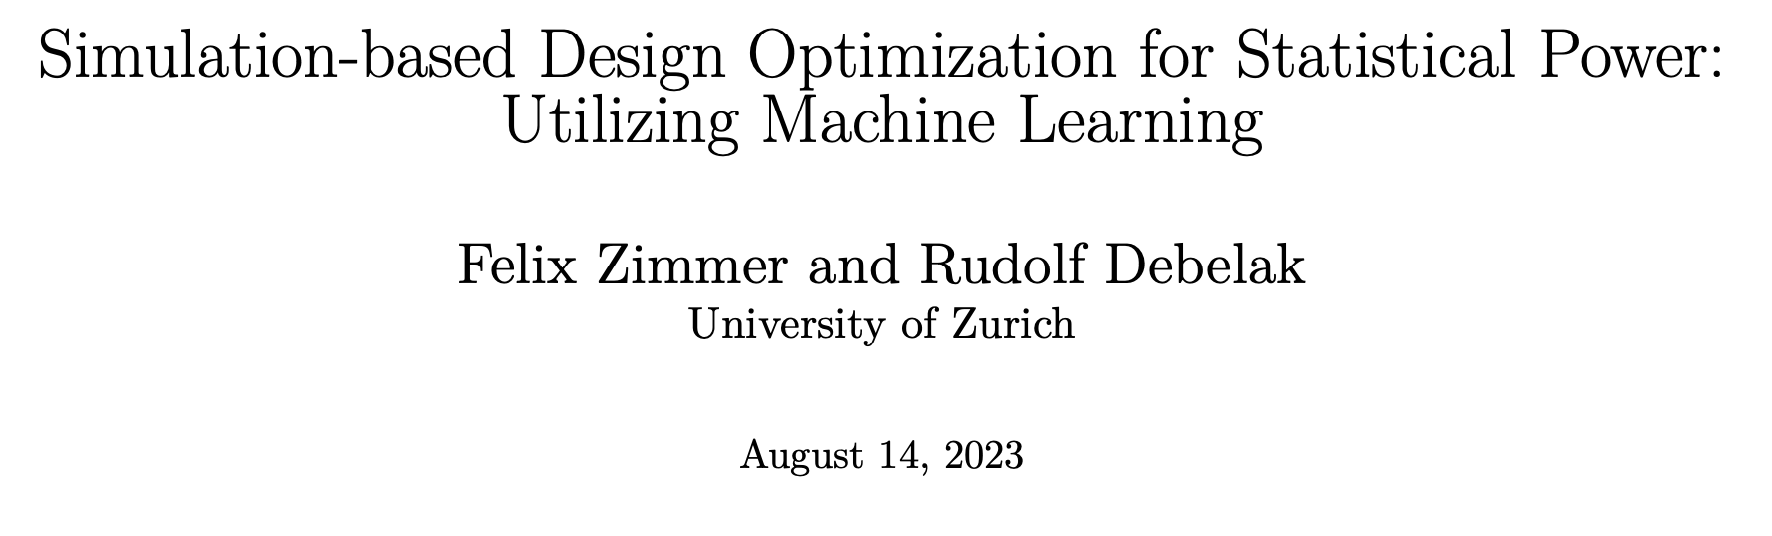 Simulation-based Design Optimization for Statistical Power:
Utilizing Machine Learning
Felix Zimmer and Rudolf Debelak
University of Zurich
August 14, 2023